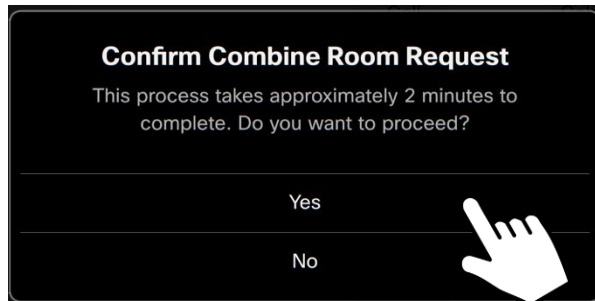 Confirm Combine Room Request
This process takes approximately 2 minutes to
complete. Do you want to proceed?
Yes
No